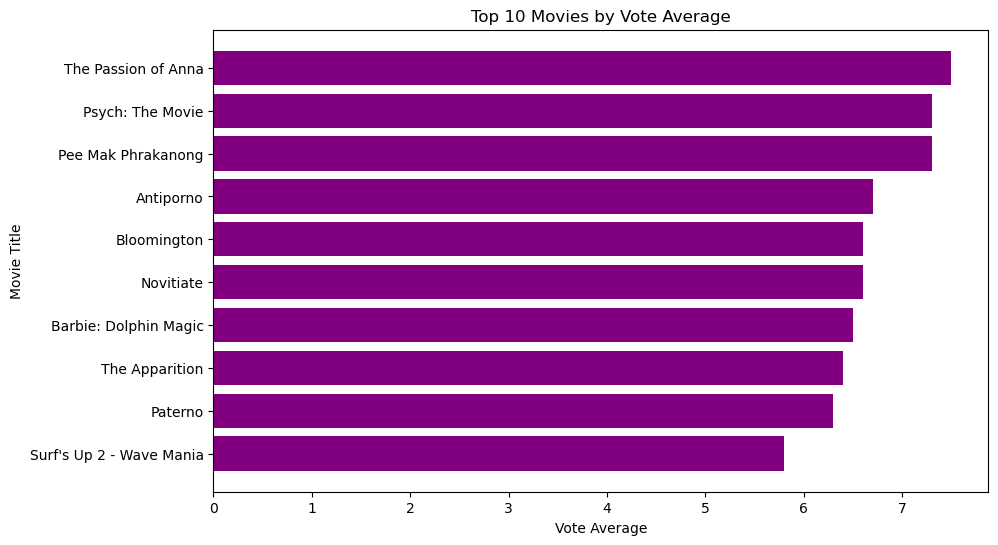 Top 10 Movies by Vote Average
The Passion of Anna
Psych: The Movie
Pee Mak Phrakanong
Antiporno
Bloomington
Novitiate
Barbie: Dolphin Magic
The Apparition
Paterno
Surf's Up 2 - Wave Mania
Movie Title
0 1 2 3 4 5 6 7
Vote Average